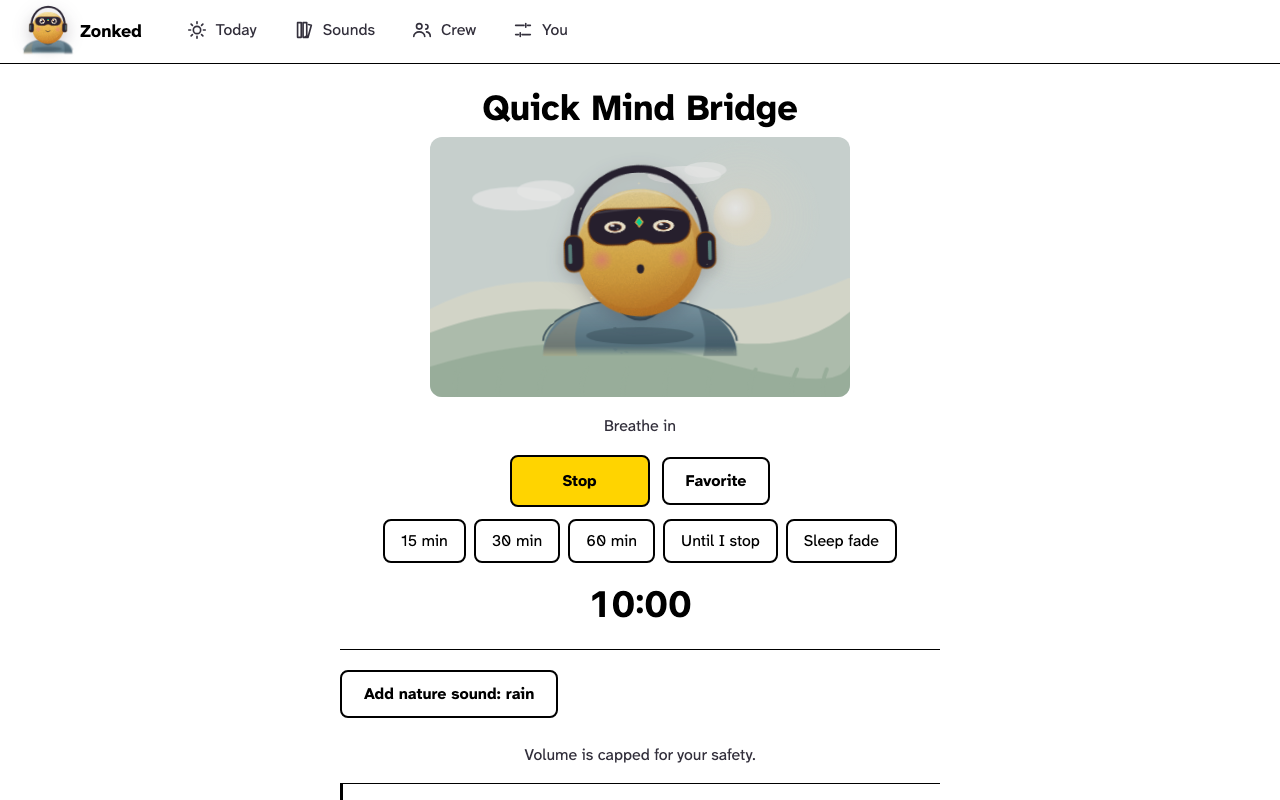 Zonked
Today
Sounds
Crew
You
Quick Mind Bridge
Breathe in
Stop
Favorite
15 min
30 min
60 min
Until I stop
Sleep fade
10:00
Add nature sound: rain
Volume is capped for your safety.